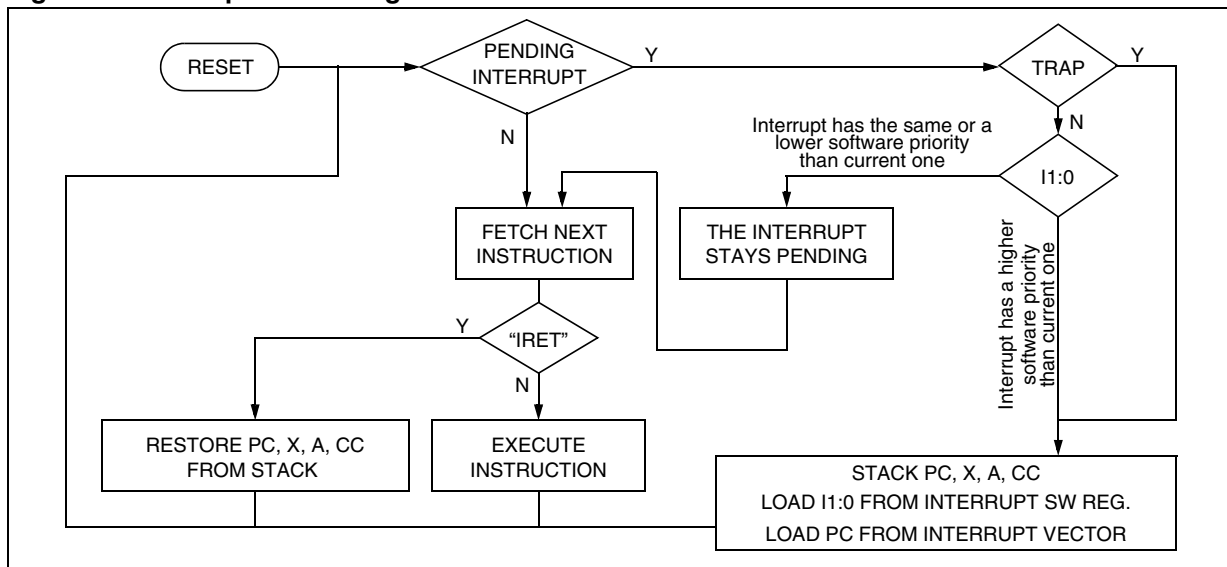 RESET
PENDING
INTERRUPT
Y
TRAP
Y
N
N
Interrupt has the same or a
lower software priority
than current one
I1:0
FETCH NEXT
INSTRUCTION
THE INTERRUPT
STAYS PENDING
Interrupt has a higher
software priority
than current one
Y
“IRET”
N
RESTORE PC, X, A, CC
FROM STACK
EXECUTE
INSTRUCTION
STACK PC, X, A, CC
LOAD I1:0 FROM INTERRUPT SW REG.
LOAD PC FROM INTERRUPT VECTOR